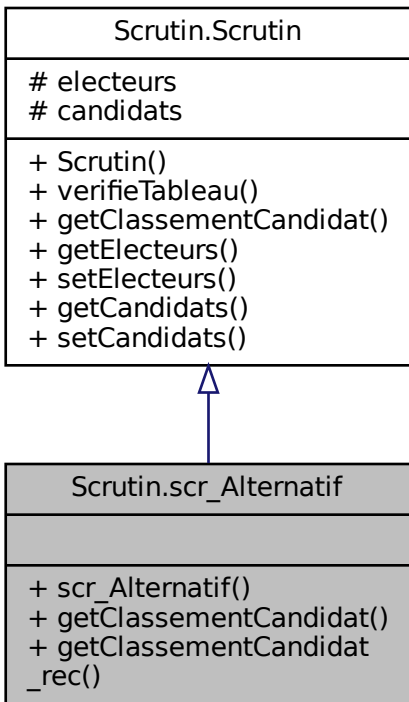 Scrutin.Scrutin
# electeurs
# candidats
+ Scrutin()
+ verifieTableau()
+ getClassementCandidat()
+ getElecteurs()
+ setElecteurs()
+ getCandidats()
+ setCandidats()
Scrutin.scr_Alternatif
+ scr_Alternatif()
+ getClassementCandidat()
+ getClassementCandidat
_rec()